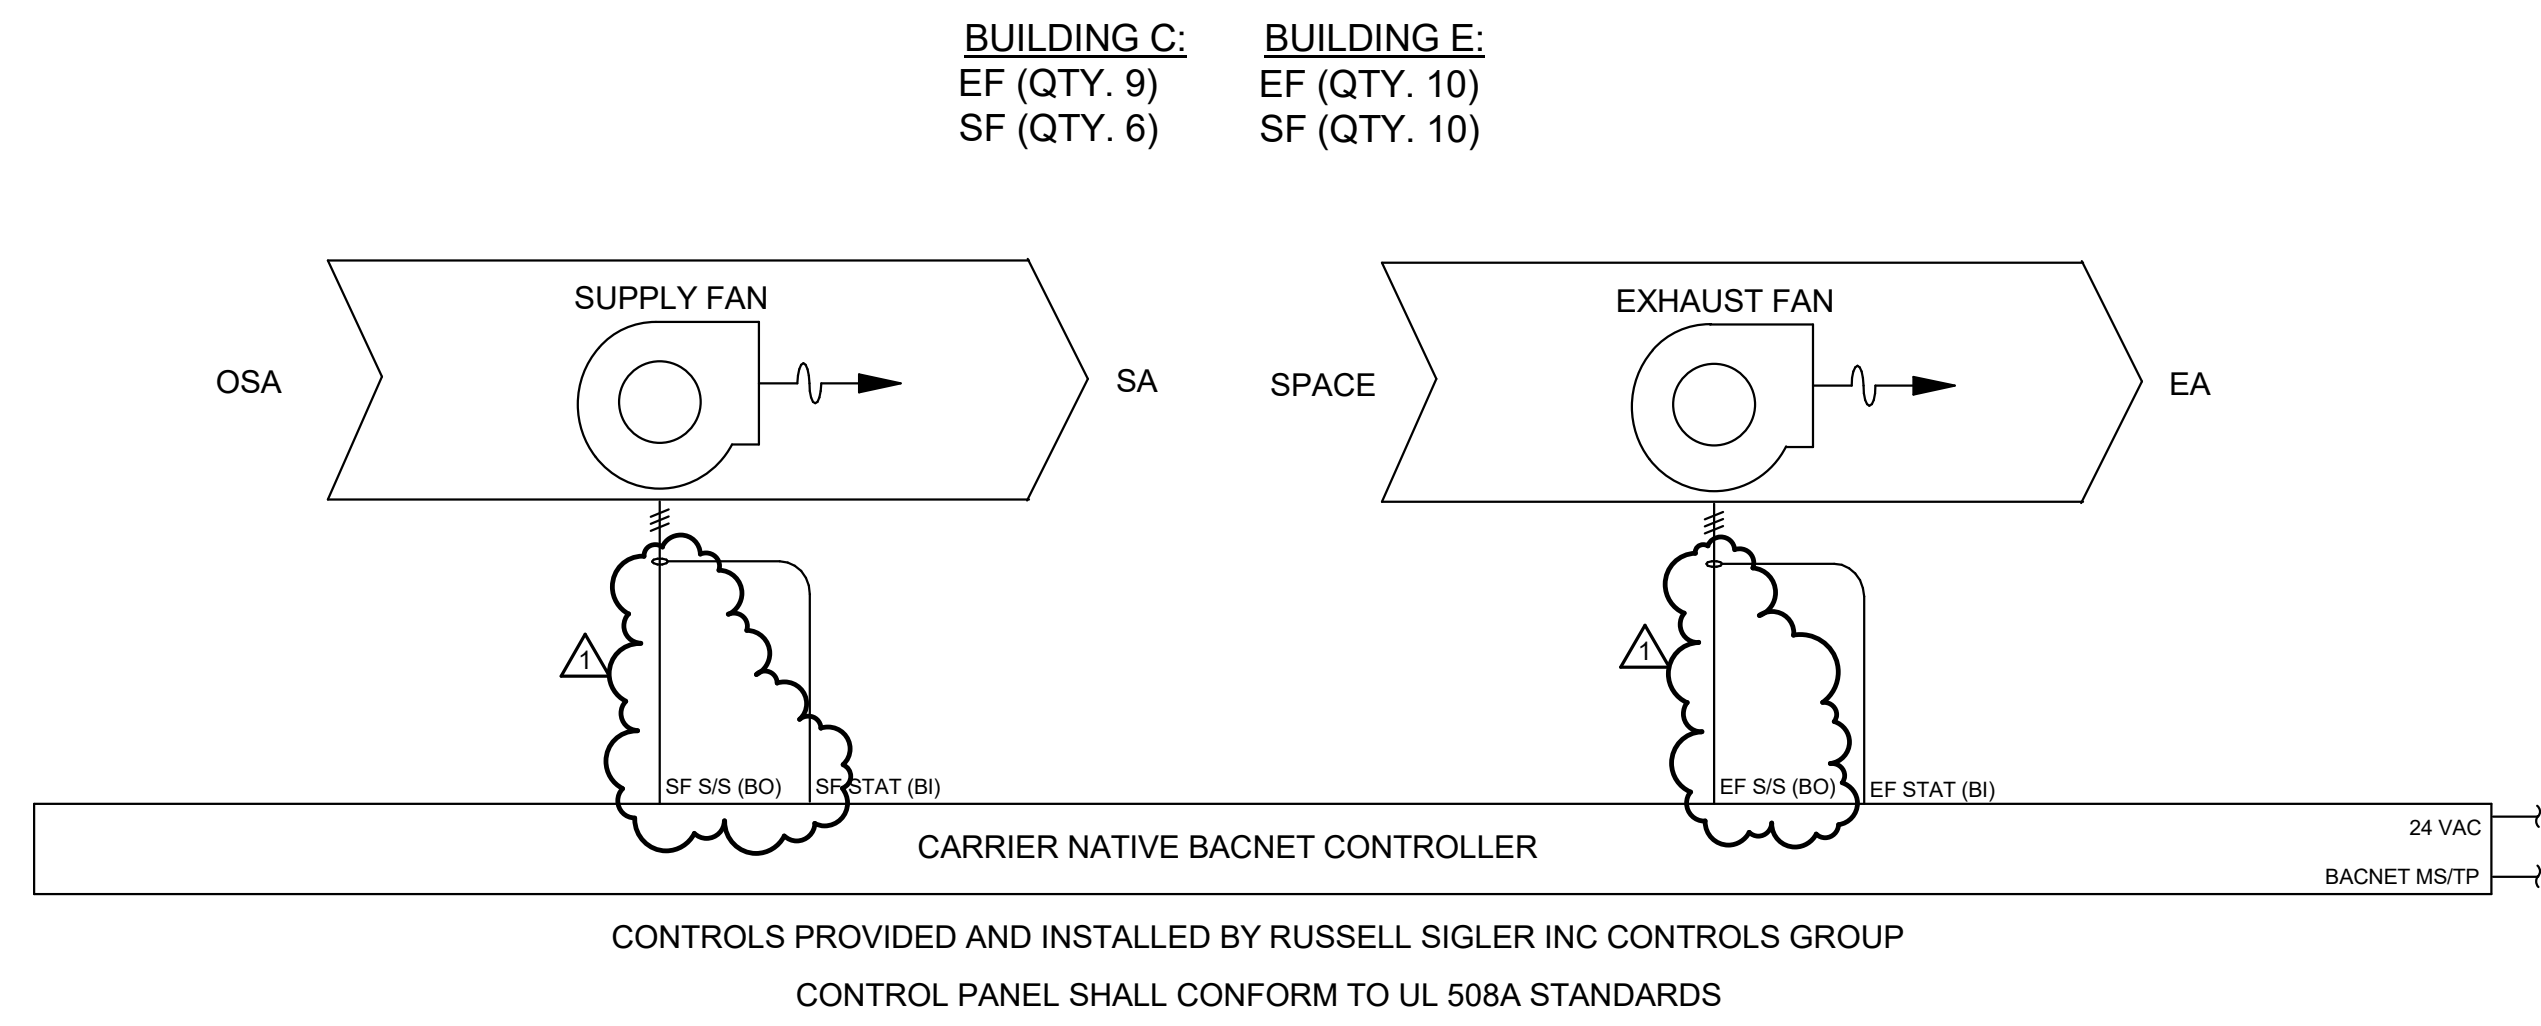 BUILDING C:
EF (QTY. 9)
SF (QTY. 6)
BUILDING E:
EF (QTY. 10)
SF (QTY. 10)
SUPPLY FAN
OSA
SA
EXHAUST FAN
SPACE
EA
1
1
SF S/S (BO)
SF STAT (BI)
EF S/S (BO)
EF STAT (BI)
24 VAC
CARRIER NATIVE BACNET CONTROLLER
BACNET MS/TP
CONTROLS PROVIDED AND INSTALLED BY RUSSELL SIGLER INC CONTROLS GROUP
CONTROL PANEL SHALL CONFORM TO UL 508A STANDARDS